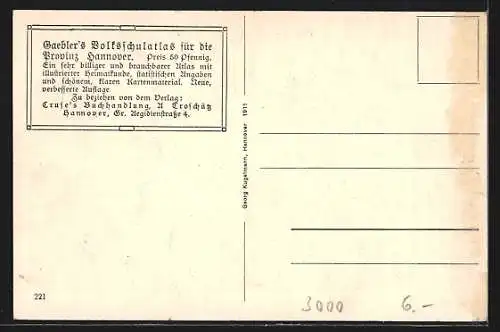 Gaebler's Volksschulatlas für die
Provinz Hannover. Preis 50 Pfennig.
Ein sehr billiger und brauchbarer Atlas mit
illustrierter Heimatkunde, statistischen Angaben
und schönem, klaren Kartenmaterial. Neue,
verbesserte Auflage.
Zu beziehen von dem Verlag:
Cruse's Buchhandlung, A Troschütz
Hannover, Gr. Aegidienstraße 4.
Georg Kugelmann, Hannover 1911
221
3000
6.-